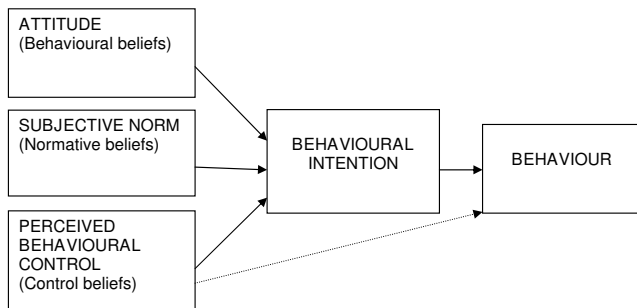 ATTITUDE
(Behavioural beliefs)
SUBJECTIVE NORM
(Normative beliefs)
PERCEIVED
BEHAVIOURAL
CONTROL
(Control beliefs)
BEHAVIOURAL
INTENTION
BEHAVIOUR